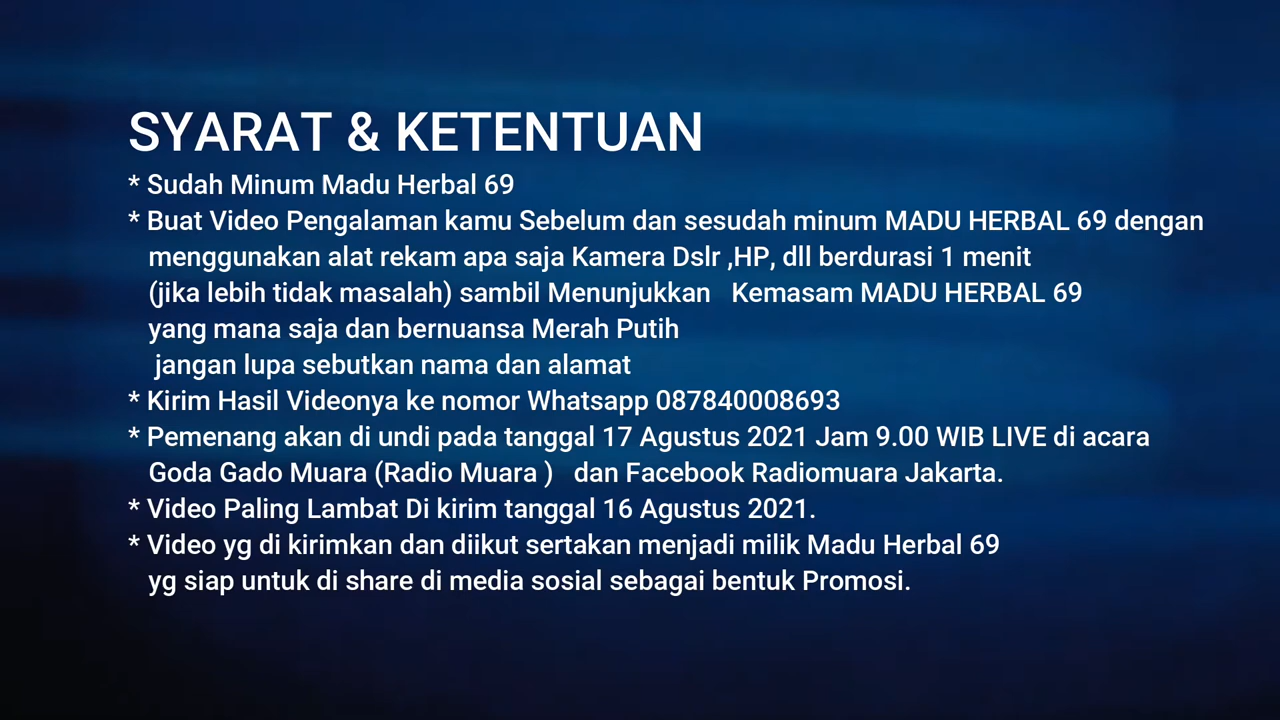 SYARAT & KETENTUAN
* Sudah Minum Madu Herbal 69
* Buat Video Pengalaman kamu Sebelum dan sesudah minum MADU HERBAL 69 dengan
menggunakan alat rekam apa saja Kamera Dslr ,HP, dll berdurasi 1 menit
(jika lebih tidak masalah) sambil Menunjukkan Kemasam MADU HERBAL 69
yang mana saja dan bernuansa Merah Putih
jangan lupa sebutkan nama dan alamat
* Kirim Hasil Videonya ke nomor Whatsapp 087840008693
* Pemenang akan di undi pada tanggal 17 Agustus 2021 Jam 9.00 WIB LIVE di acara
Goda Gado Muara (Radio Muara ) dan Facebook Radiomuara Jakarta.
* Video Paling Lambat Di kirim tanggal 16 Agustus 2021.
* Video yg di kirimkan dan diikut sertakan menjadi milik Madu Herbal 69
yg siap untuk di share di media sosial sebagai bentuk Promosi.